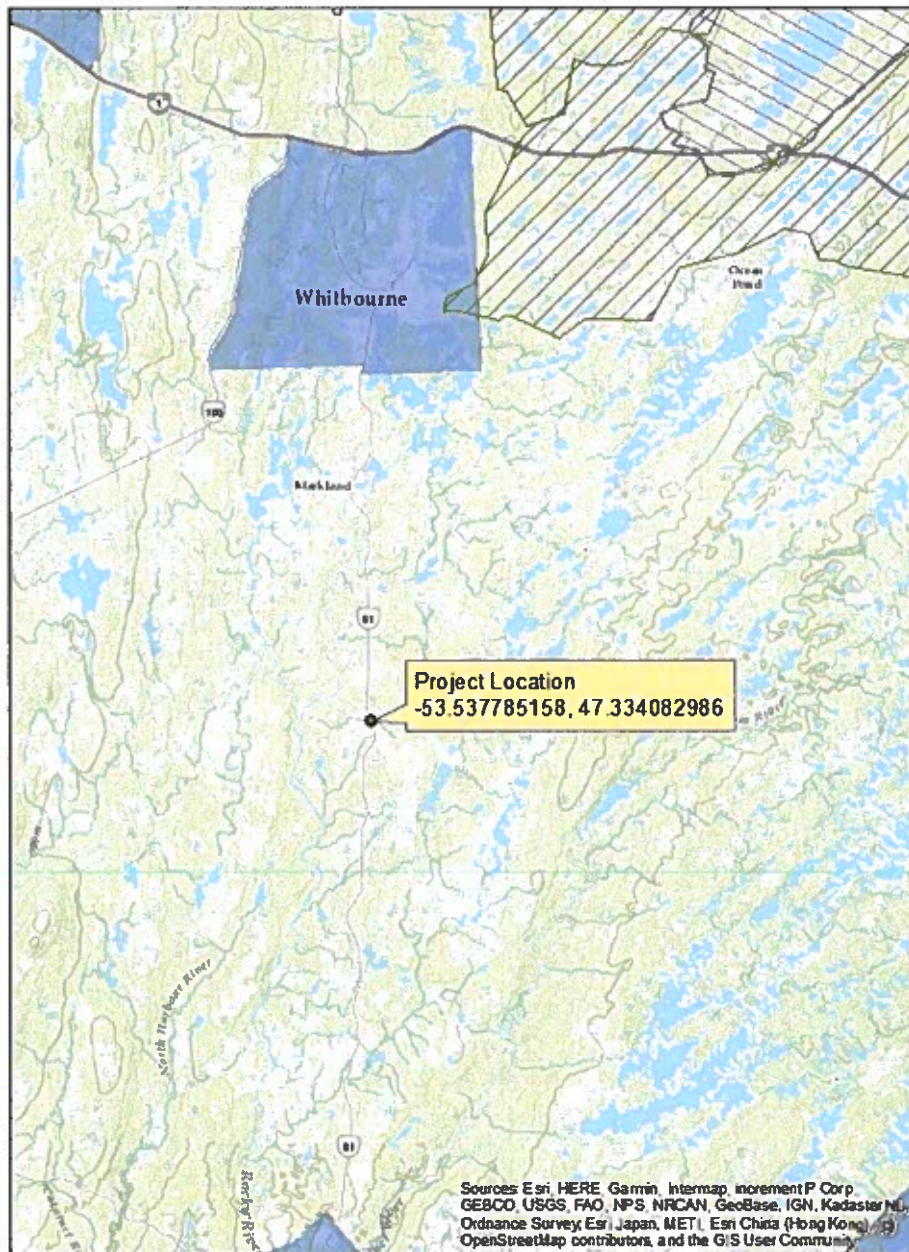 1
Whitbourne
Ocean
Pond
100
Markland
81
Project Location
-53.537785158, 47.334082986
River
North Harbour River
81
Sources: Esri, HERE, Garmin, Intermap, increment P Corp.,
GEBCO, USGS, FAO, NPS, NRCAN, GeoBase, IGN, Kadaster NL,
Ordnance Survey, Esri Japan, METI, Esri China (Hong Kong),
OpenStreetMap contributors, and the GIS User Community